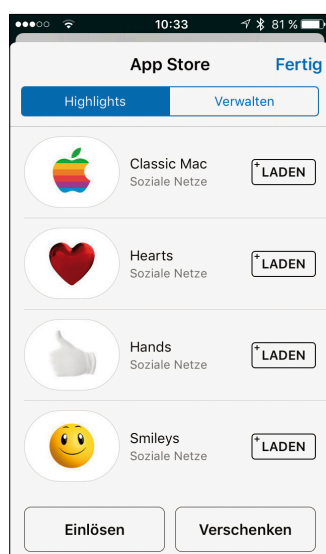 10:33 81 %
App Store Fertig
Highlights Verwalten
Classic Mac
Soziale Netze
+LADEN
Hearts
Soziale Netze
+LADEN
Hands
Soziale Netze
+LADEN
Smileys
Soziale Netze
+LADEN
Einlösen Verschenken